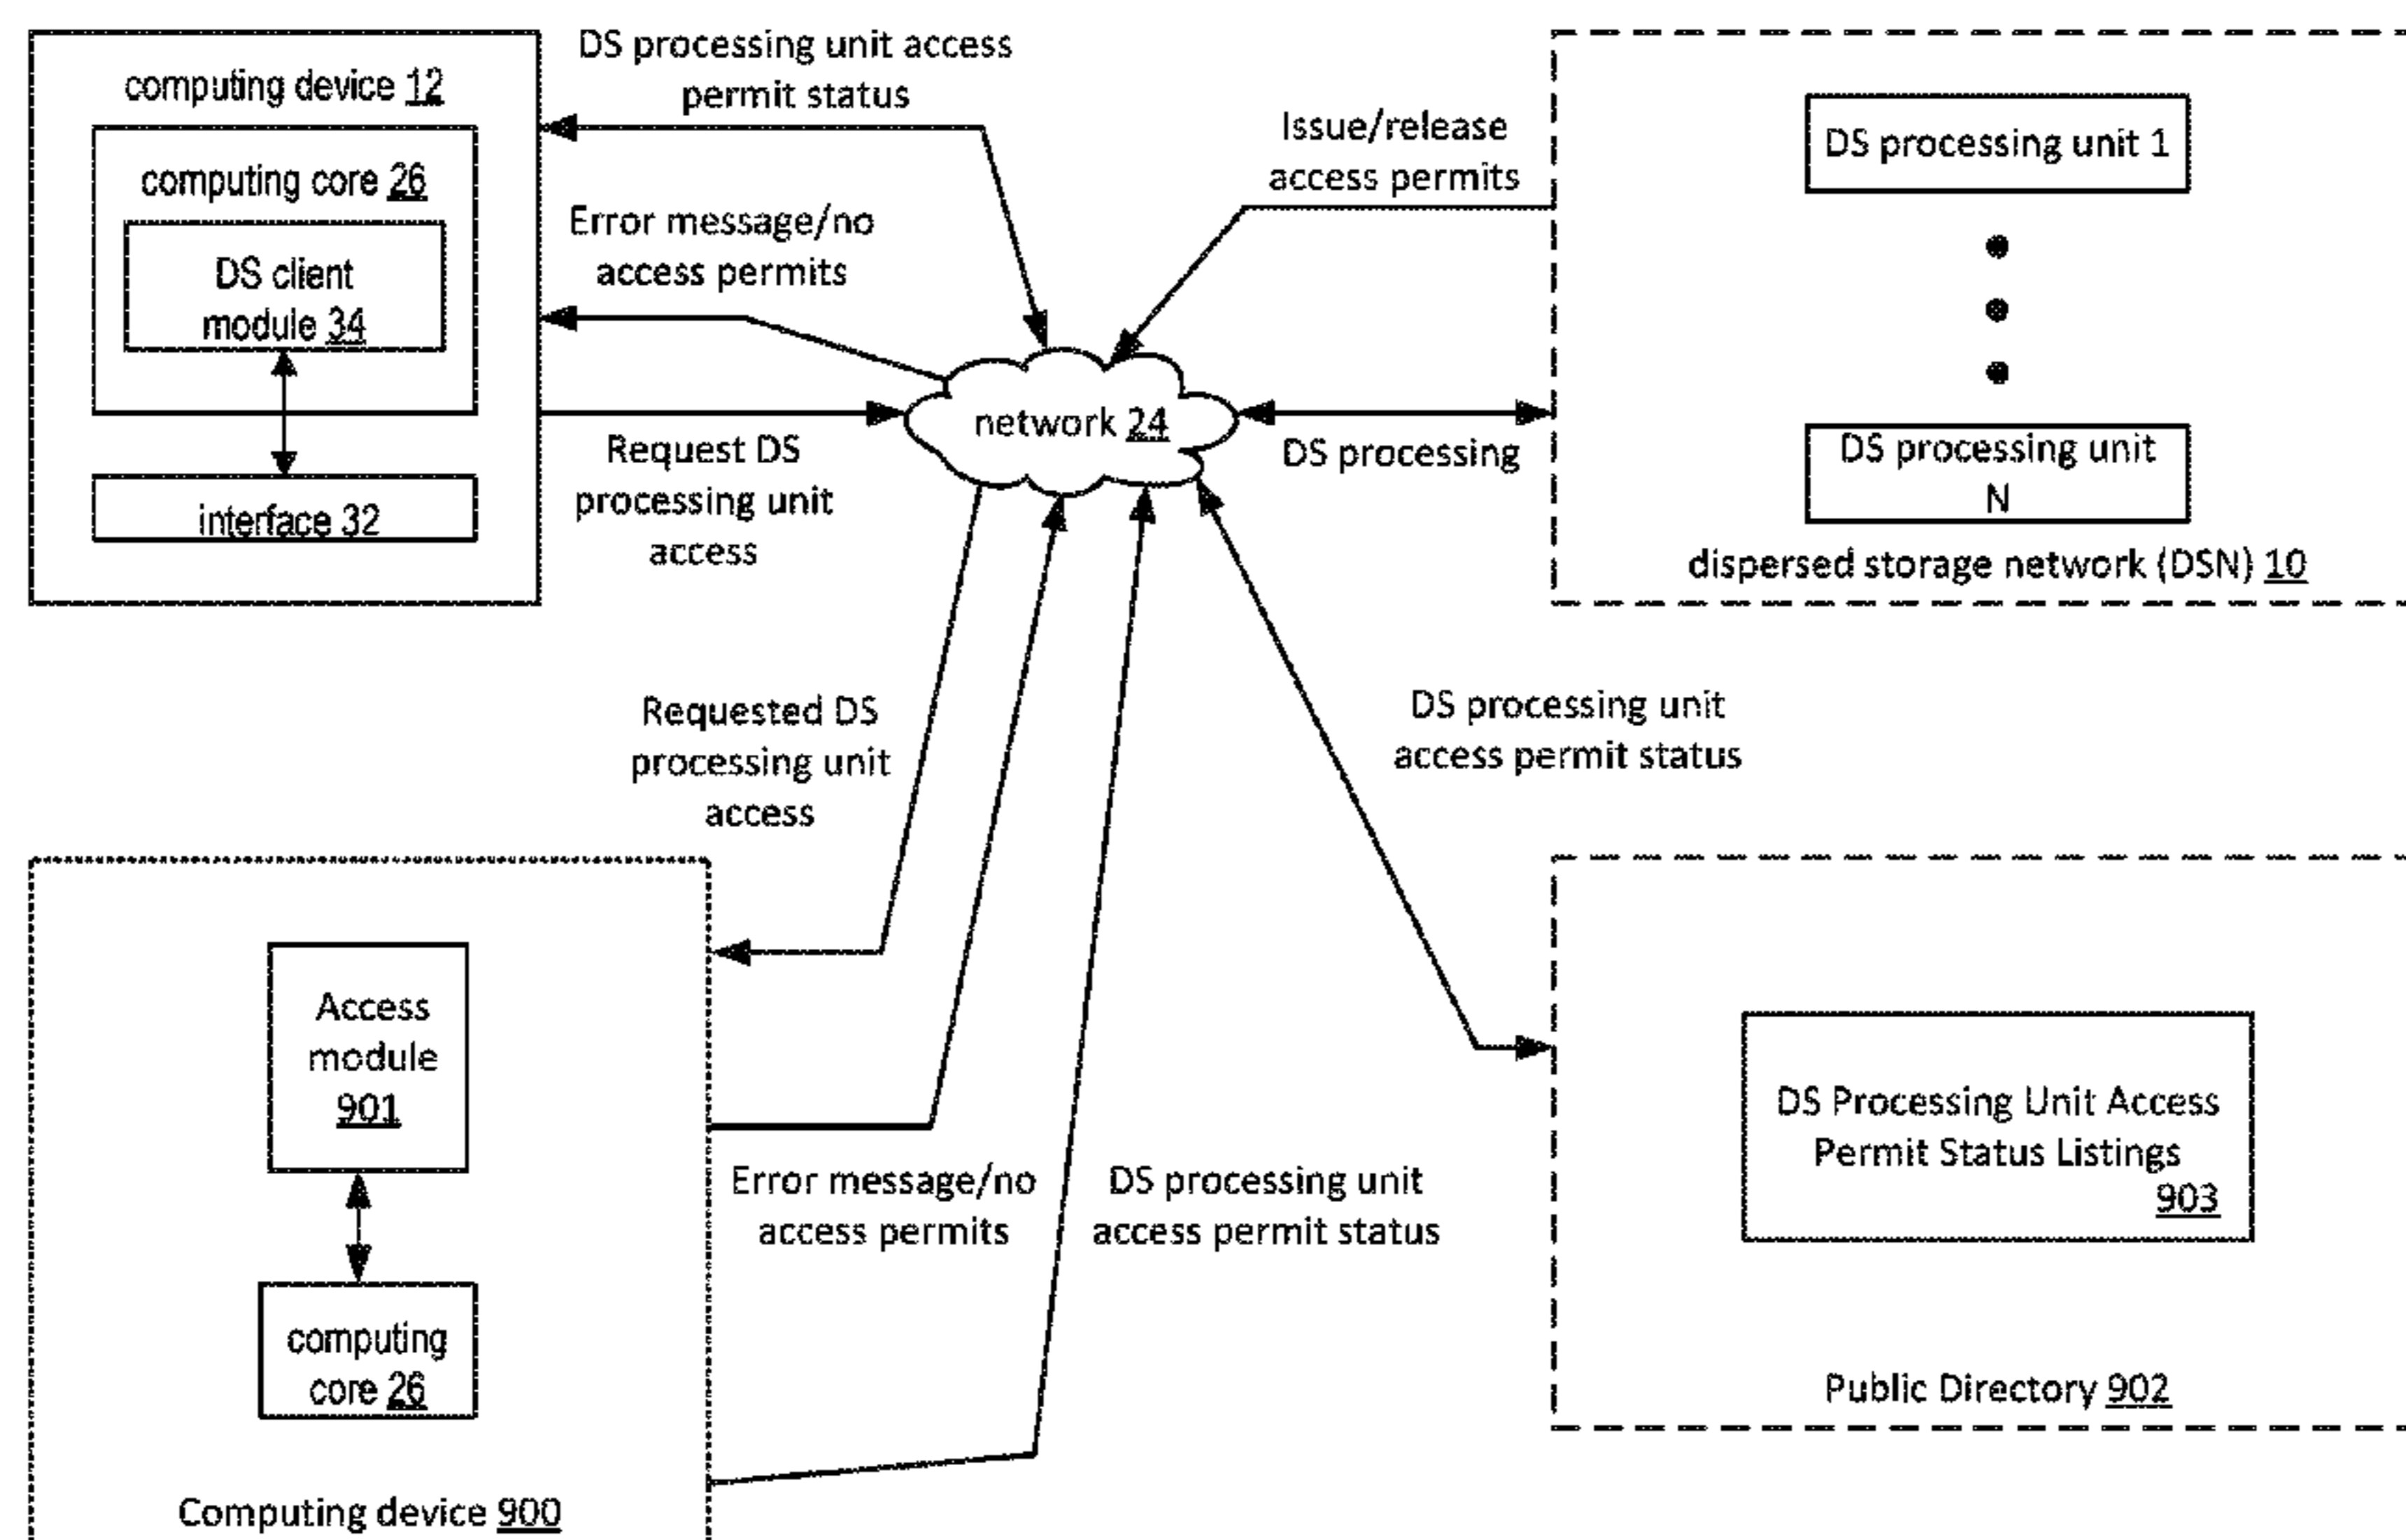 computing device 12
computing core 26
DS client
module 34
interface 32
DS processing unit access
permit status
Error message/no
access permits
Request DS
processing unit
access
Issue/release
access permits
network 24
DS processing
DS processing unit 1
DS processing unit
N
dispersed storage network (DSN) 10
Requested DS
processing unit
access
DS processing unit
access permit status
Access
module
901
computing
core 26
Computing device 900
Error message/no
access permits
DS processing unit
access permit status
DS Processing Unit Access
Permit Status Listings
903
Public Directory 902